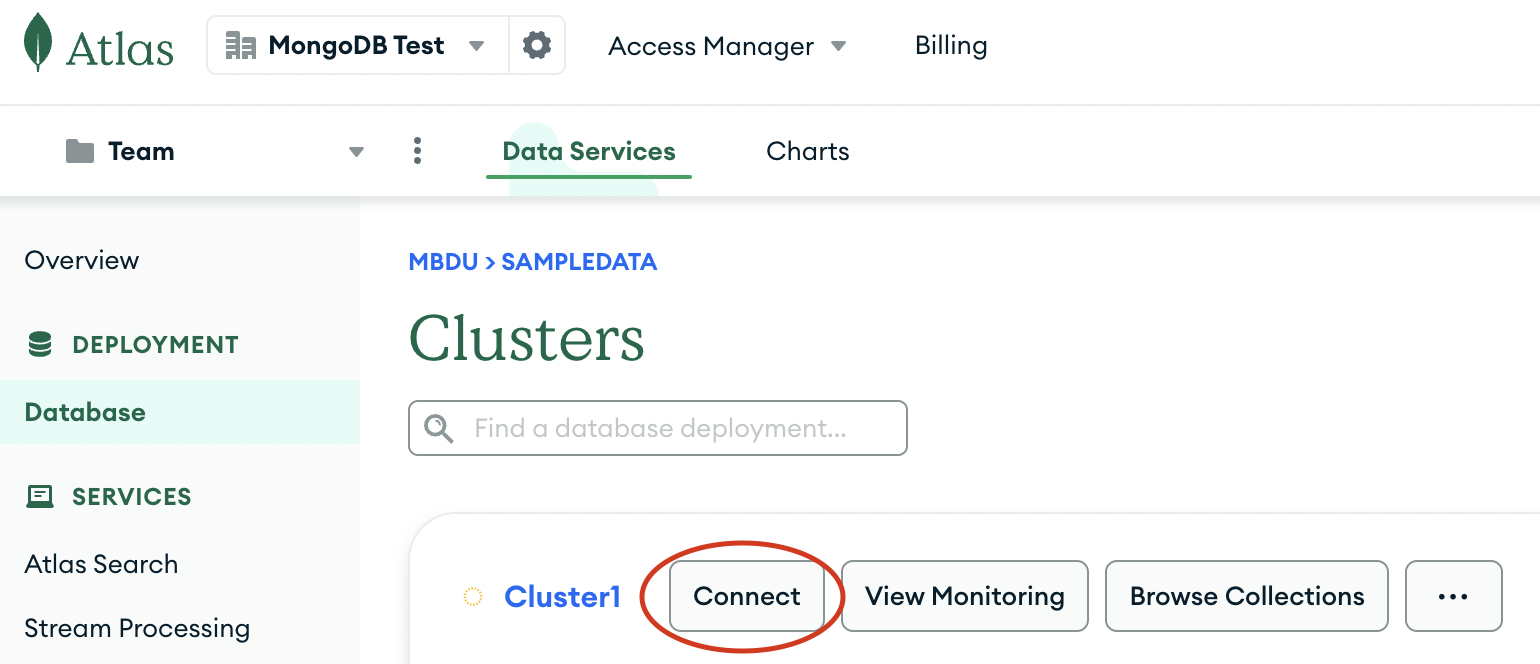 Atlas MongoDB Test Access Manager Billing
Team Data Services Charts
Overview
DEPLOYMENT
Database
SERVICES
Atlas Search
Stream Processing
MBDU > SAMPLEDATA
Clusters
Find a database deployment...
Cluster1 Connect View Monitoring Browse Collections ...